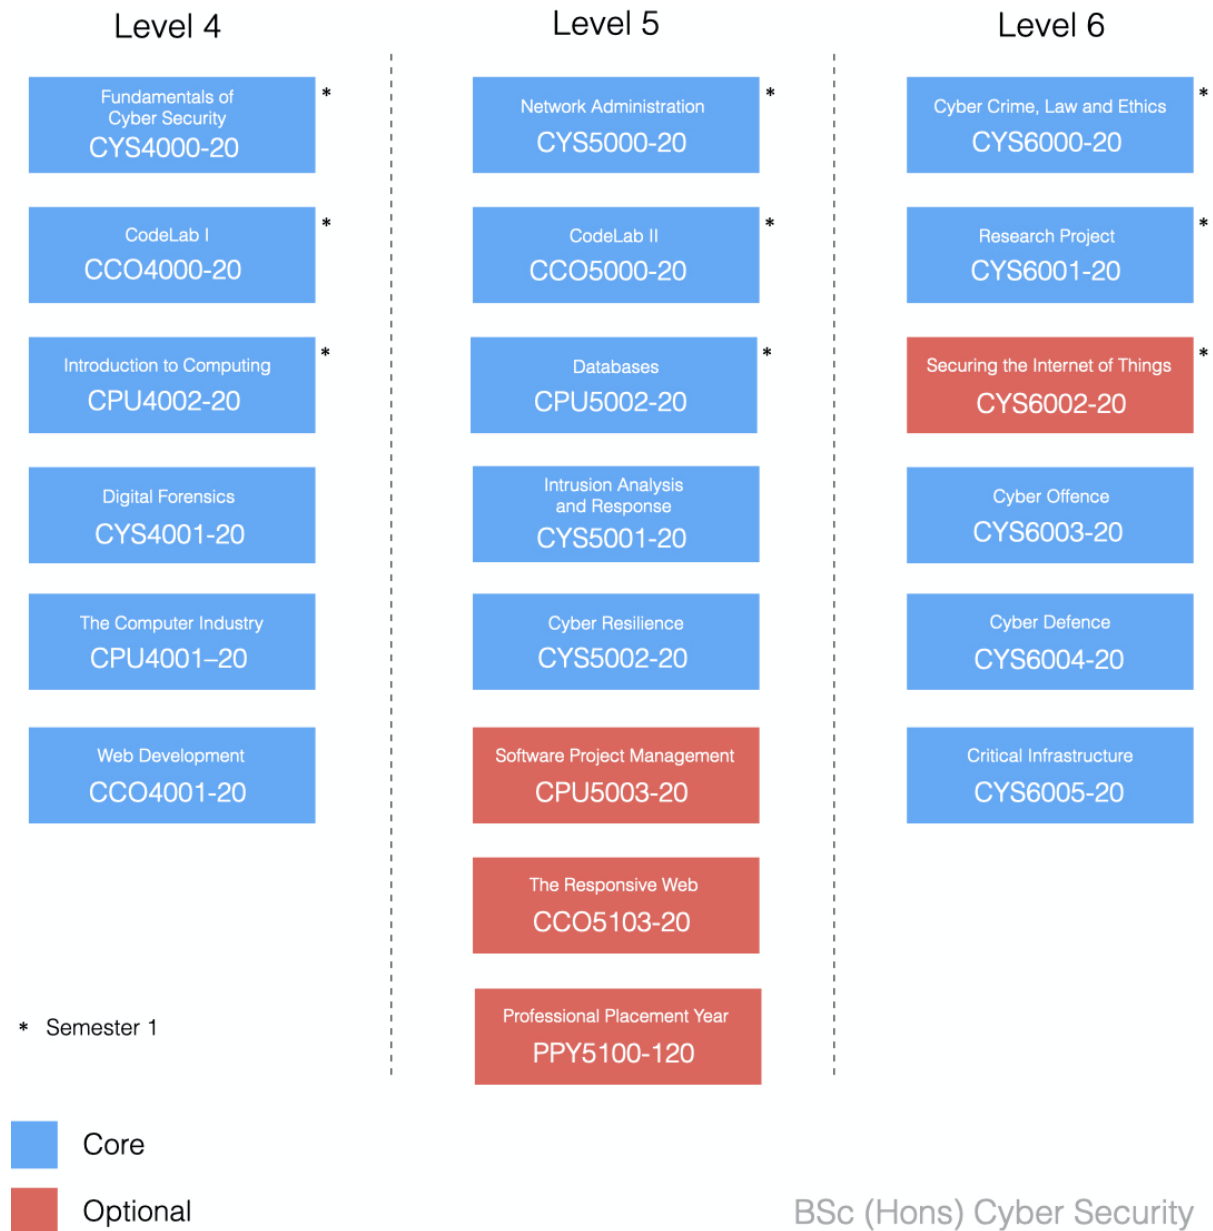 Level 4
Fundamentals of
Cyber Security
CYS4000-20
*
CodeLab I
CCO4000-20
*
Introduction to Computing
CPU4002-20
*
Digital Forensics
CYS4001-20
The Computer Industry
CPU4001–20
Web Development
CCO4001-20
Level 5
Network Administration
CYS5000-20
*
CodeLab II
CCO5000-20
*
Databases
CPU5002-20
*
Intrusion Analysis
and Response
CYS5001-20
Cyber Resilience
CYS5002-20
Software Project Management
CPU5003-20
The Responsive Web
CCO5103-20
Professional Placement Year
PPY5100-120
Level 6
Cyber Crime, Law and Ethics
CYS6000-20
*
Research Project
CYS6001-20
*
Securing the Internet of Things
CYS6002-20
*
Cyber Offence
CYS6003-20
Cyber Defence
CYS6004-20
Critical Infrastructure
CYS6005-20
* Semester 1
Core
Optional
BSc (Hons) Cyber Security